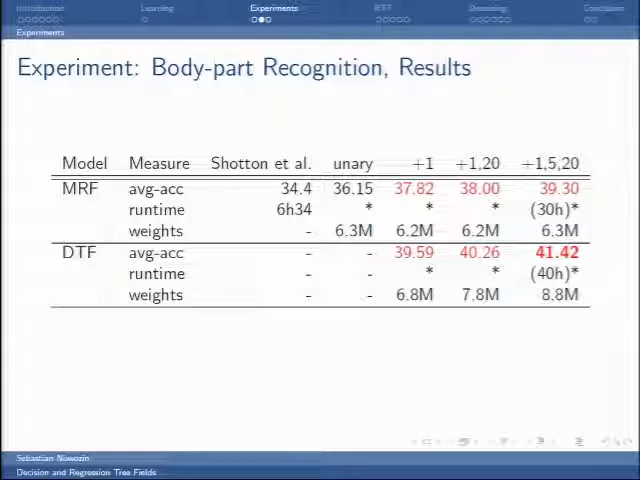 Introduction Learning Experiments RTF Denoising Conclusion
Experiments
Experiment: Body-part Recognition, Results
Model Measure Shotton et al. unary +1 +1,20 +1,5,20
MRF avg-acc 34.4 36.15 37.82 38.00 39.30
runtime 6h34 * * * (30h)*
weights - 6.3M 6.2M 6.2M 6.3M
DTF avg-acc - - 39.59 40.26 41.42
runtime - - * * (40h)*
weights - - 6.8M 7.8M 8.8M
Sebastian Nowozin
Decision and Regression Tree Fields